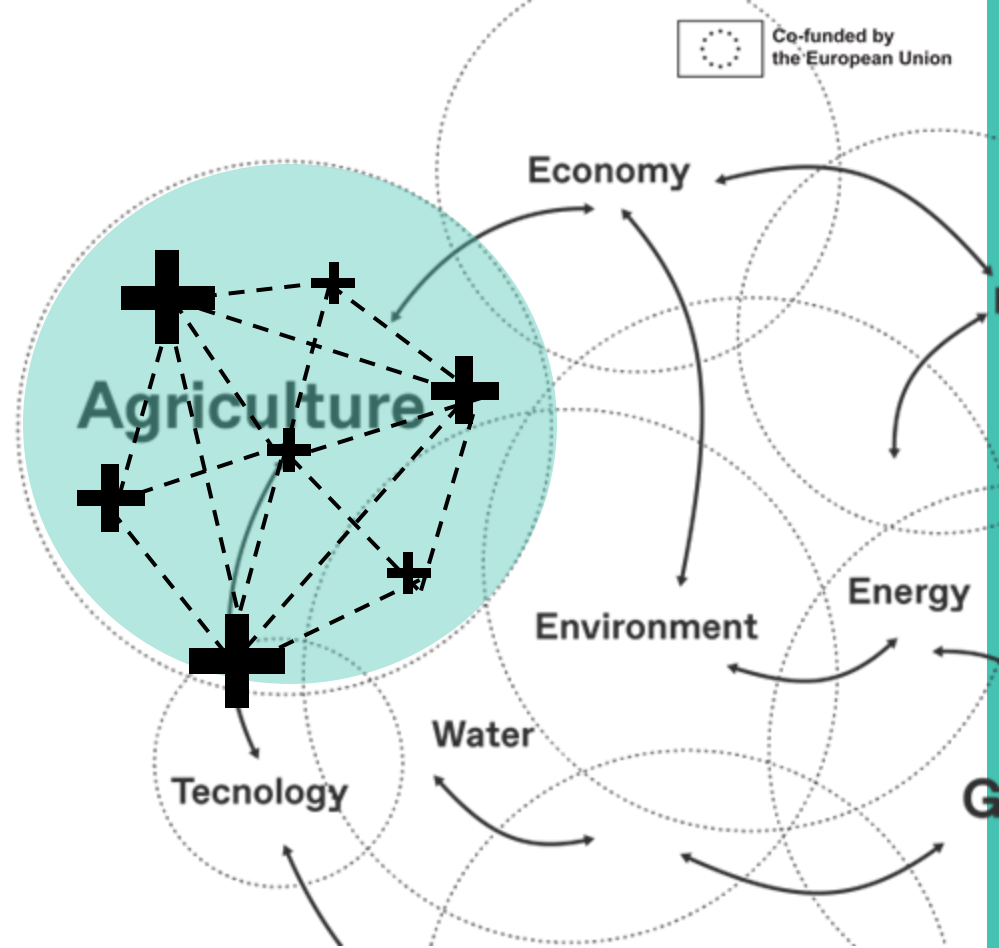 Co-funded by
the European Union
Economy
Agriculture
Energy
Environment
Water
Tecnology
G